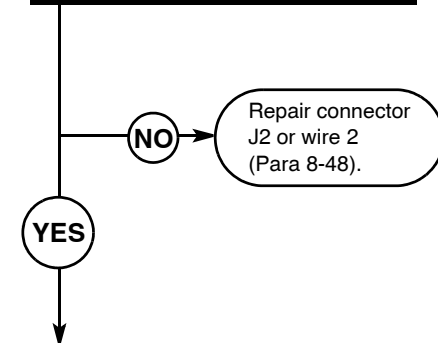 NO
Repair connector
J2 or wire 2
(Para 8-48).
YES